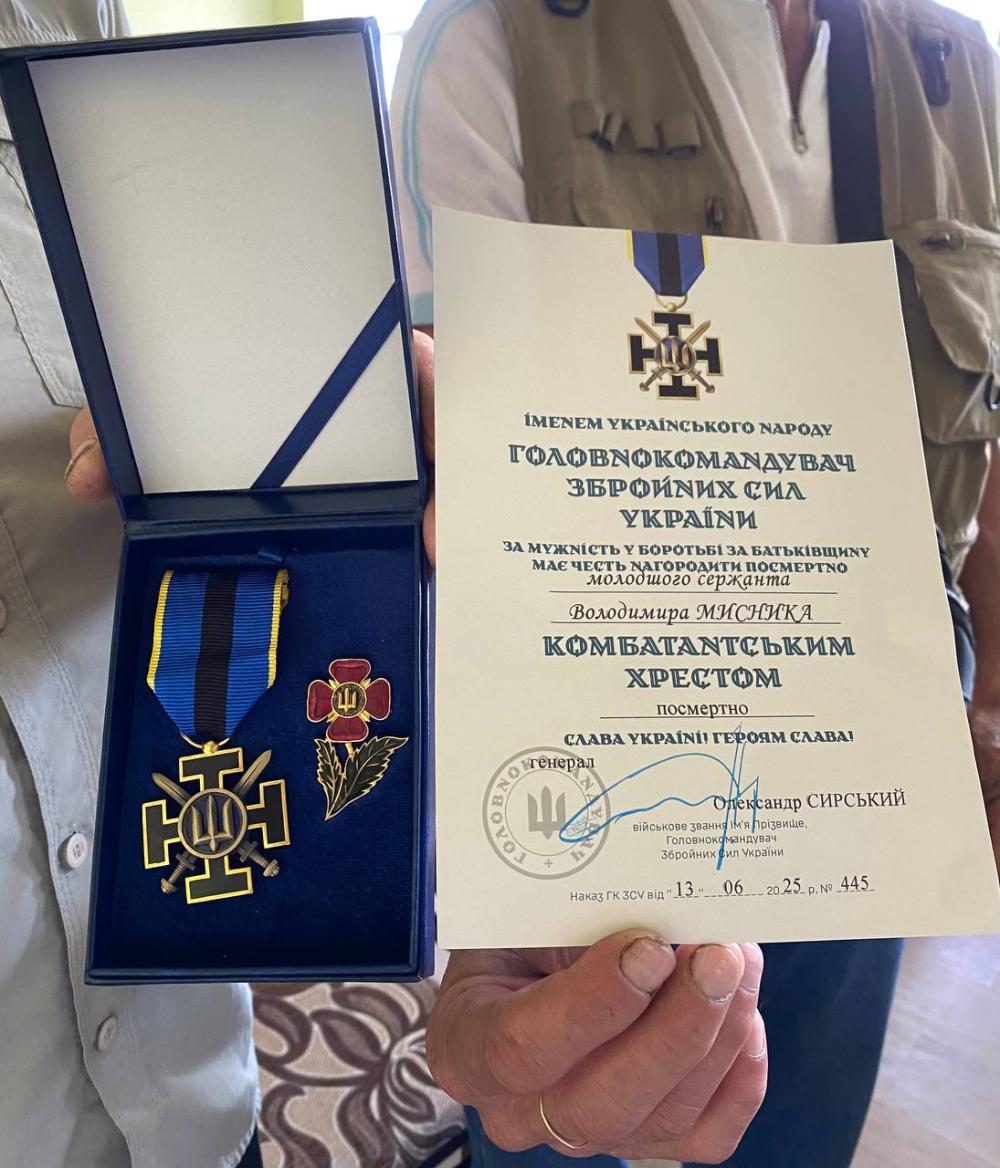 ІМЕНЕМ УКРАЇНСЬКОГО НАРОДУ
ГОЛОВНОКОМАНДУВАЧ
ЗБРОЙНИХ СИЛ
УКРАЇНИ
ЗА МУЖНІСТЬ У БОРОТЬБІ ЗА БАТЬКІВЩИНУ
МАЄ ЧЕСТЬ НАГОРОДИТИ ПОСМЕРТНО
молодшого сержанта
Володимира МИСНИКА
КОМБАТАНТСЬКИМ
ХРЕСТОМ
посмертно
СЛАВА УКРАЇНІ! ГЕРОЯМ СЛАВА!
генерал
ГОЛОВНОКОМАНДУВАЧ
Олександр СИРСЬКИЙ
військове звання Ім'я Прізвище,
Головнокомандувач
Збройних Сил України
Наказ ГК ЗСУ від "13" 06 2025 р. № 445